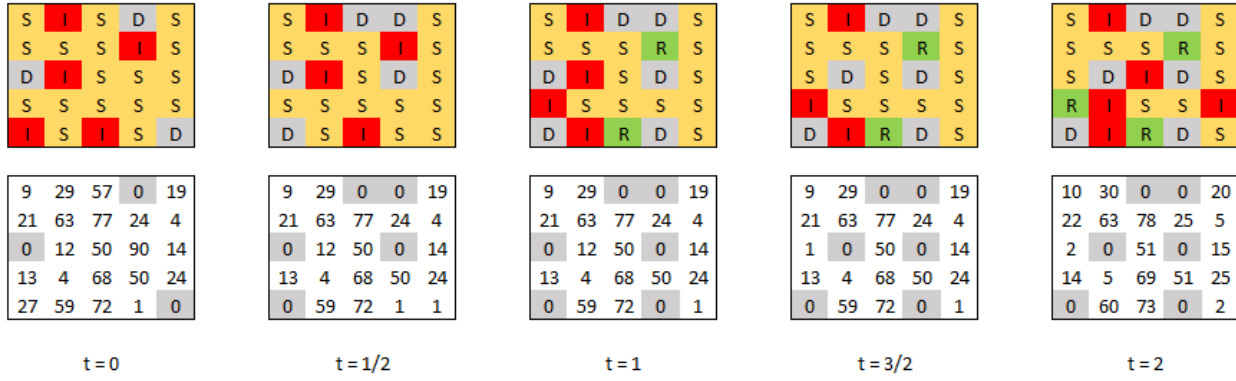 S I S D S S I D D S S I D D S S I D D S S I D D S
S S S I S S S S I S S S S R S S S S R S S S S R S
D I S S S D I S D S D I S D S S D S D S S D I D S
S S S S S S S S S S I S S S S I S S S S R I S S I
I S I S D D S I S S D I R D S D I R D S D I R D S
9 29 57 0 19 9 29 0 0 19 9 29 0 0 19 9 29 0 0 19 10 30 0 0 20
21 63 77 24 4 21 63 77 24 4 21 63 77 24 4 21 63 77 24 4 22 63 78 25 5
0 12 50 90 14 0 12 50 0 14 0 12 50 0 14 1 0 50 0 14 2 0 51 0 15
13 4 68 50 24 13 4 68 50 24 13 4 68 50 24 13 4 68 50 24 14 5 69 51 25
27 59 72 1 0 0 59 72 1 1 0 59 72 0 1 0 59 72 0 1 0 60 73 0 2
t = 0 t = 1/2 t = 1 t = 3/2 t = 2